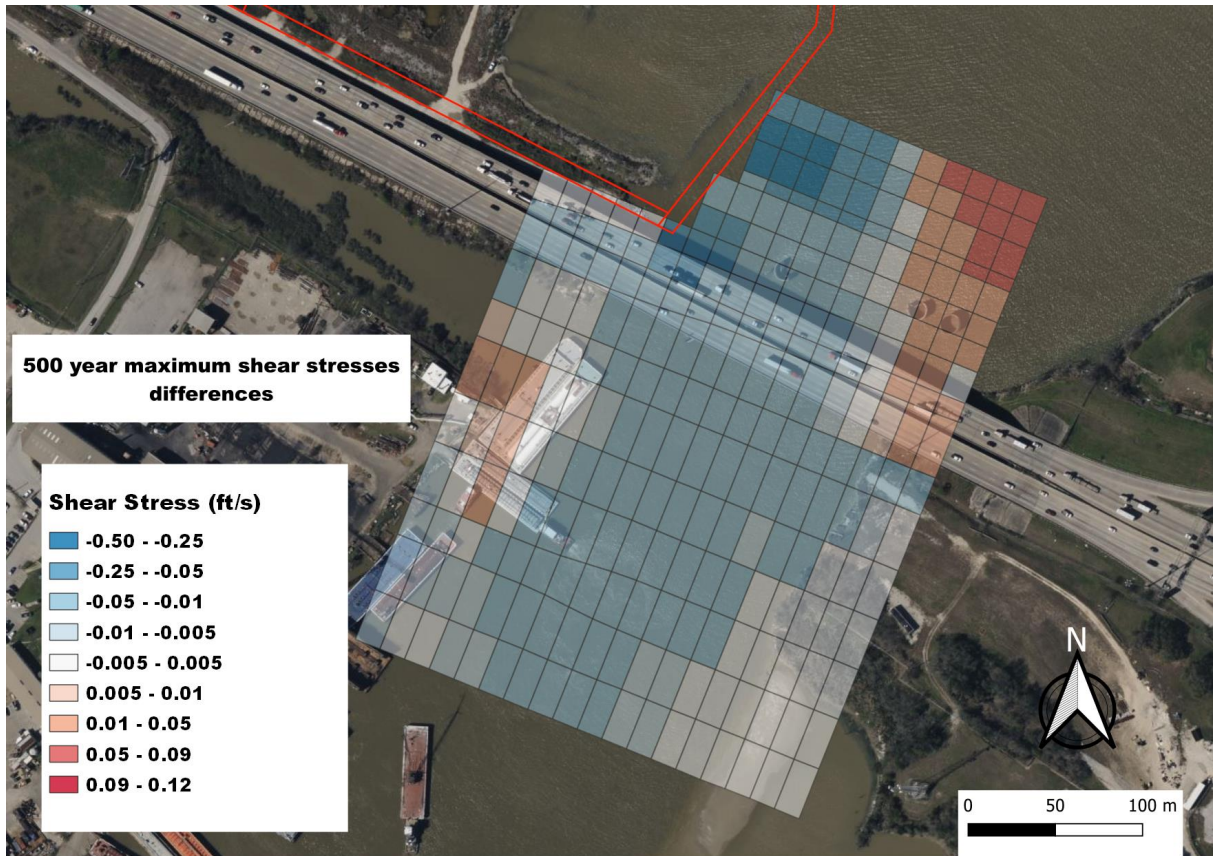 500 year maximum shear stresses
differences
Shear Stress (ft/s)
-0.50 - -0.25
-0.25 - -0.05
-0.05 - -0.01
-0.01 - -0.005
-0.005 - 0.005
0.005 - 0.01
0.01 - 0.05
0.05 - 0.09
0.09 - 0.12
N
0 50 100 m